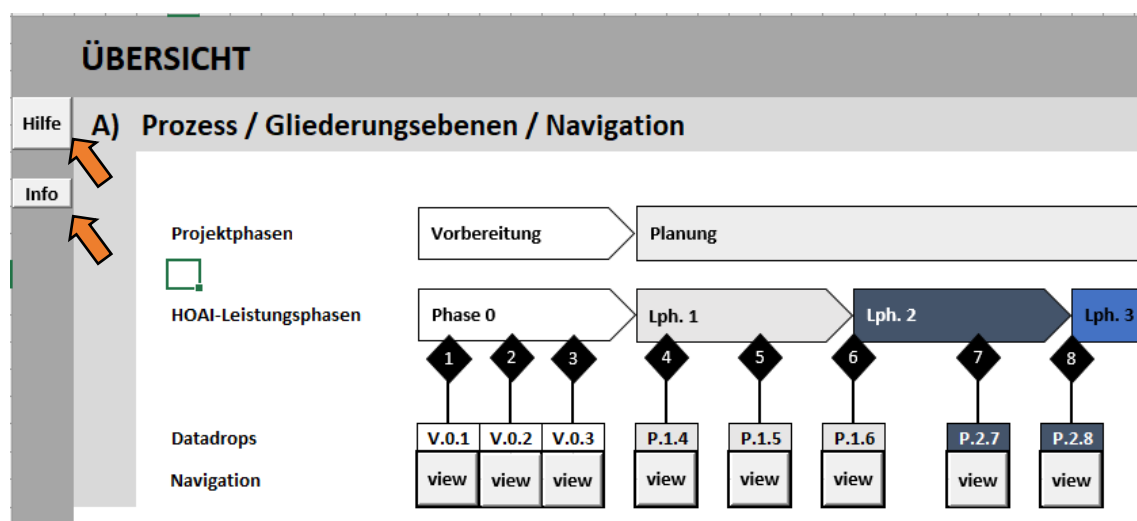 ÜBERSICHT
Hilfe
A) Prozess / Gliederungsebenen / Navigation
Info
Projektphasen Vorbereitung Planung
HOAI-Leistungsphasen Phase 0 Lph. 1 Lph. 2 Lph. 3
1 2 3 4 5 6 7 8
Datadrops V.0.1 V.0.2 V.0.3 P.1.4 P.1.5 P.1.6 P.2.7 P.2.8
Navigation view view view view view view view view